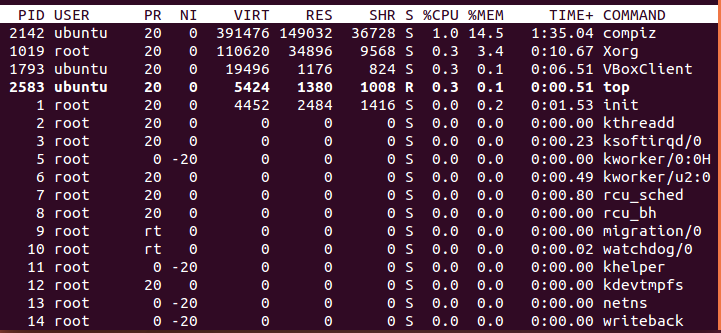 PID USER PR NI VIRT RES SHR S %CPU %MEM TIME+ COMMAND
2142 ubuntu 20 0 391476 149032 36728 S 1.0 14.5 1:35.04 compiz
1019 root 20 0 110620 34896 9568 S 0.3 3.4 0:10.67 Xorg
1793 ubuntu 20 0 19496 1176 824 S 0.3 0.1 0:06.51 VBoxClient
2583 ubuntu 20 0 5424 1380 1008 R 0.3 0.1 0:00.51 top
1 root 20 0 4452 2484 1416 S 0.0 0.2 0:01.53 init
2 root 20 0 0 0 0 S 0.0 0.0 0:00.00 kthreadd
3 root 20 0 0 0 0 S 0.0 0.0 0:00.23 ksoftirqd/0
5 root 0 -20 0 0 0 S 0.0 0.0 0:00.00 kworker/0:0H
6 root 20 0 0 0 0 S 0.0 0.0 0:00.49 kworker/u2:0
7 root 20 0 0 0 0 S 0.0 0.0 0:00.80 rcu_sched
8 root 20 0 0 0 0 S 0.0 0.0 0:00.00 rcu_bh
9 root rt 0 0 0 0 S 0.0 0.0 0:00.00 migration/0
10 root rt 0 0 0 0 S 0.0 0.0 0:00.02 watchdog/0
11 root 0 -20 0 0 0 S 0.0 0.0 0:00.00 khelper
12 root 20 0 0 0 0 S 0.0 0.0 0:00.00 kdevtmpfs
13 root 0 -20 0 0 0 S 0.0 0.0 0:00.00 netns
14 root 0 -20 0 0 0 S 0.0 0.0 0:00.00 writeback